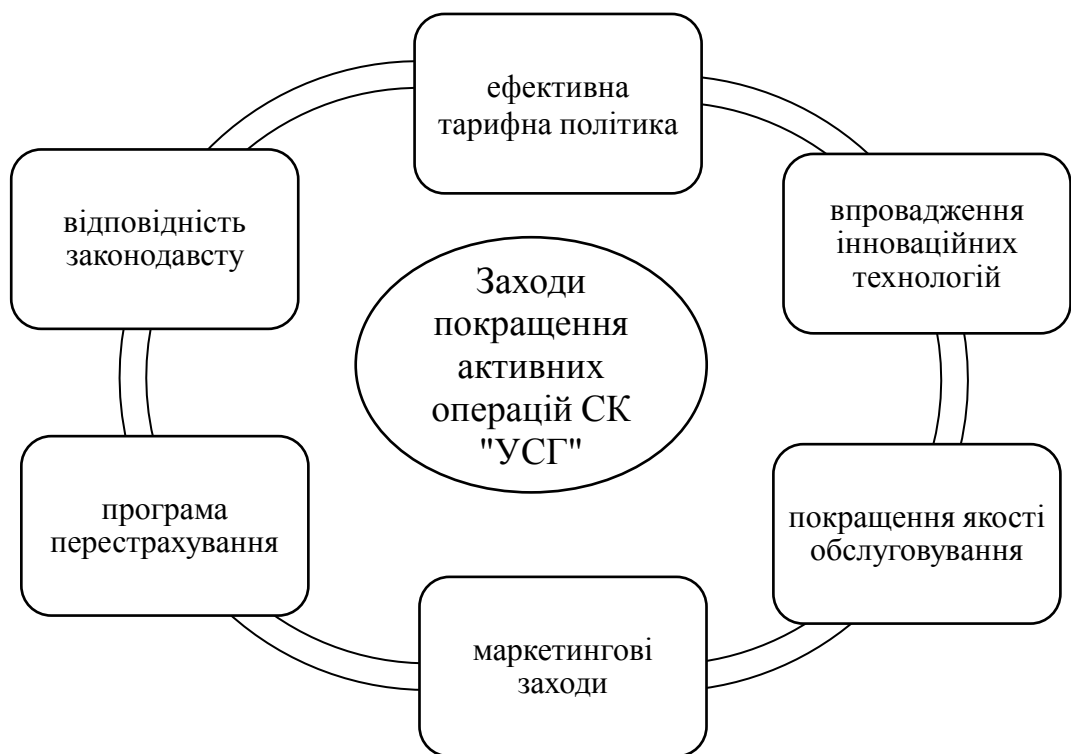 ефективна
тарифна політика
відповідність
законодавсту
впровадження
інноваційних
технологій
Заходи
покращення
активних
операцій СК
"УСГ"
програма
перестрахування
покращення якості
обслуговування
маркетингові
заходи